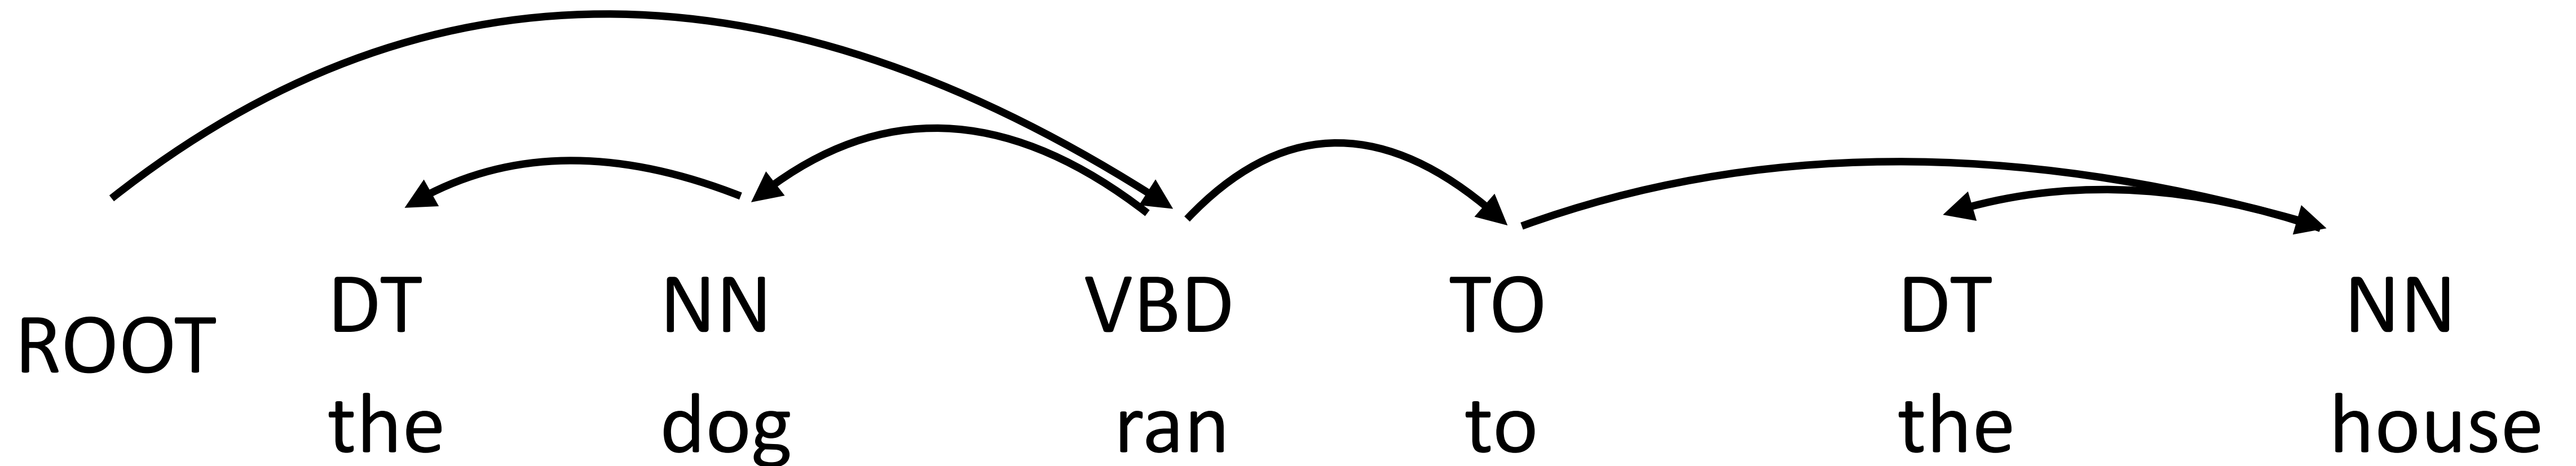 ROOT DT NN VBD TO DT NN
the dog ran to the house